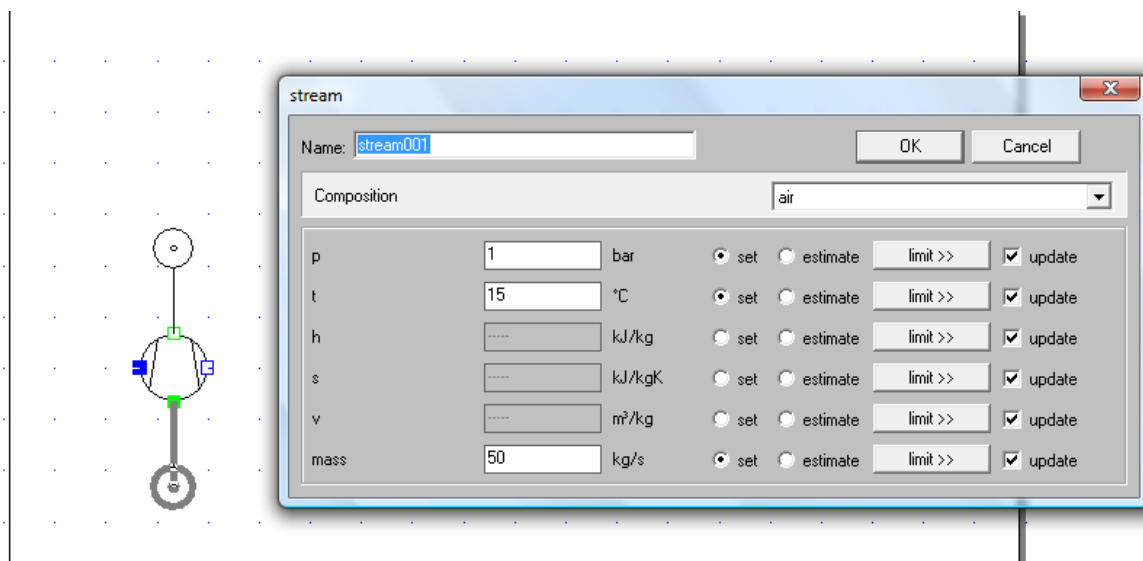 stream
Name: stream001 OK Cancel
Composition air
p 1 bar set estimate limit >> update
t 15 °C set estimate limit >> update
h ----- kJ/kg set estimate limit >> update
s ----- kJ/kgK set estimate limit >> update
v ----- m³/kg set estimate limit >> update
mass 50 kg/s set estimate limit >> update